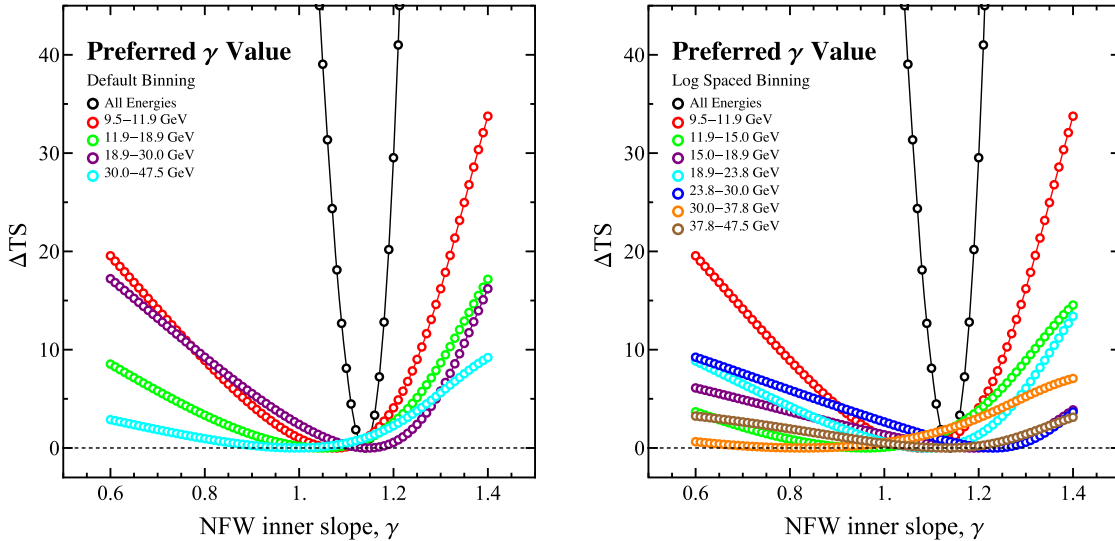 Preferred γ Value
Default Binning
All Energies
9.5−11.9 GeV
11.9−18.9 GeV
18.9−30.0 GeV
30.0−47.5 GeV
ΔTS
40
30
20
10
0
0.6
0.8
1.
1.2
1.4
NFW inner slope, γ
Preferred γ Value
Log Spaced Binning
All Energies
9.5−11.9 GeV
11.9−15.0 GeV
15.0−18.9 GeV
18.9−23.8 GeV
23.8−30.0 GeV
30.0−37.8 GeV
37.8−47.5 GeV
ΔTS
40
30
20
10
0
0.6
0.8
1.
1.2
1.4
NFW inner slope, γ